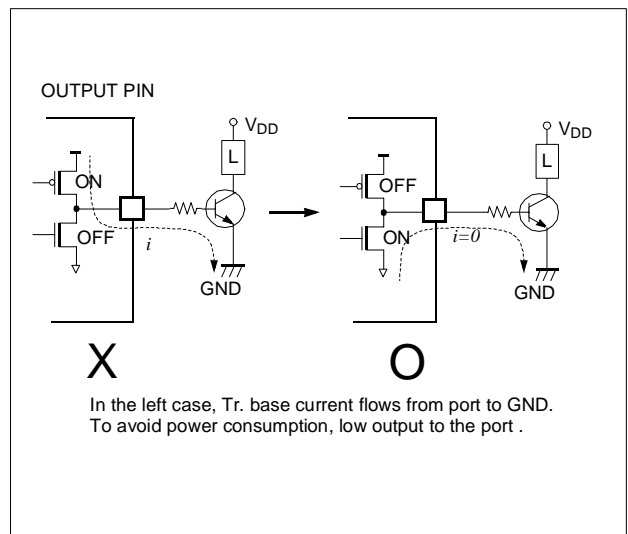 OUTPUT PIN
ON
OFF
i
VDD
L
GND
OFF
ON
i=0
VDD
L
GND
X
O
In the left case, Tr. base current flows from port to GND.
To avoid power consumption, low output to the port .